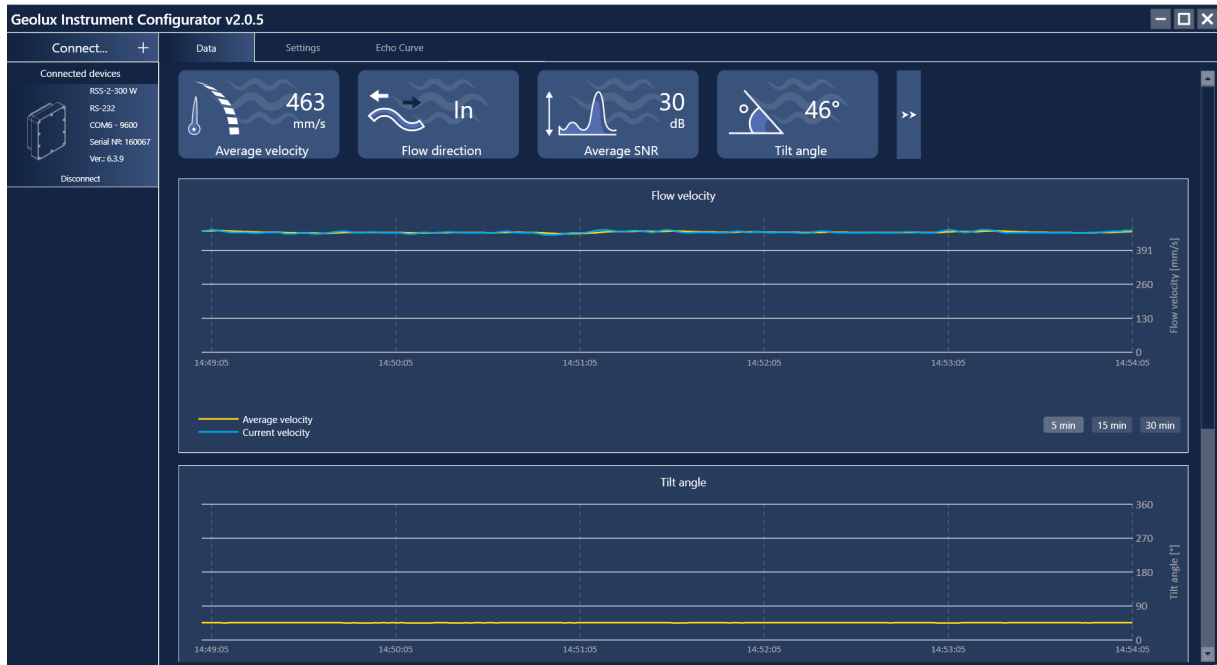 Geolux Instrument Configurator v2.0.5
Connect... +
Data Settings Echo Curve
Connected devices
RSS-2-300 W
RS-232
COM6 - 9600
Serial Nº: 160067
Ver.: 6.3.9
Disconnect
463
mm/s
Average velocity
In
Flow direction
30
dB
Average SNR
46°
Tilt angle
>>
Flow velocity
391
260
130
0
Flow velocity [mm/s]
14:49:05 14:50:05 14:51:05 14:52:05 14:53:05 14:54:05
Average velocity
Current velocity
5 min 15 min 30 min
Tilt angle
360
270
180
90
0
Tilt angle [°]
14:49:05 14:50:05 14:51:05 14:52:05 14:53:05 14:54:05